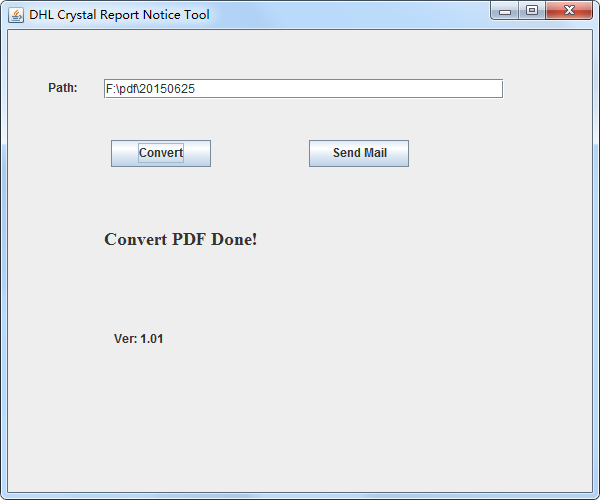 DHL Crystal Report Notice Tool
Path: F:\pdf\20150625
Convert Send Mail
Convert PDF Done!
Ver: 1.01